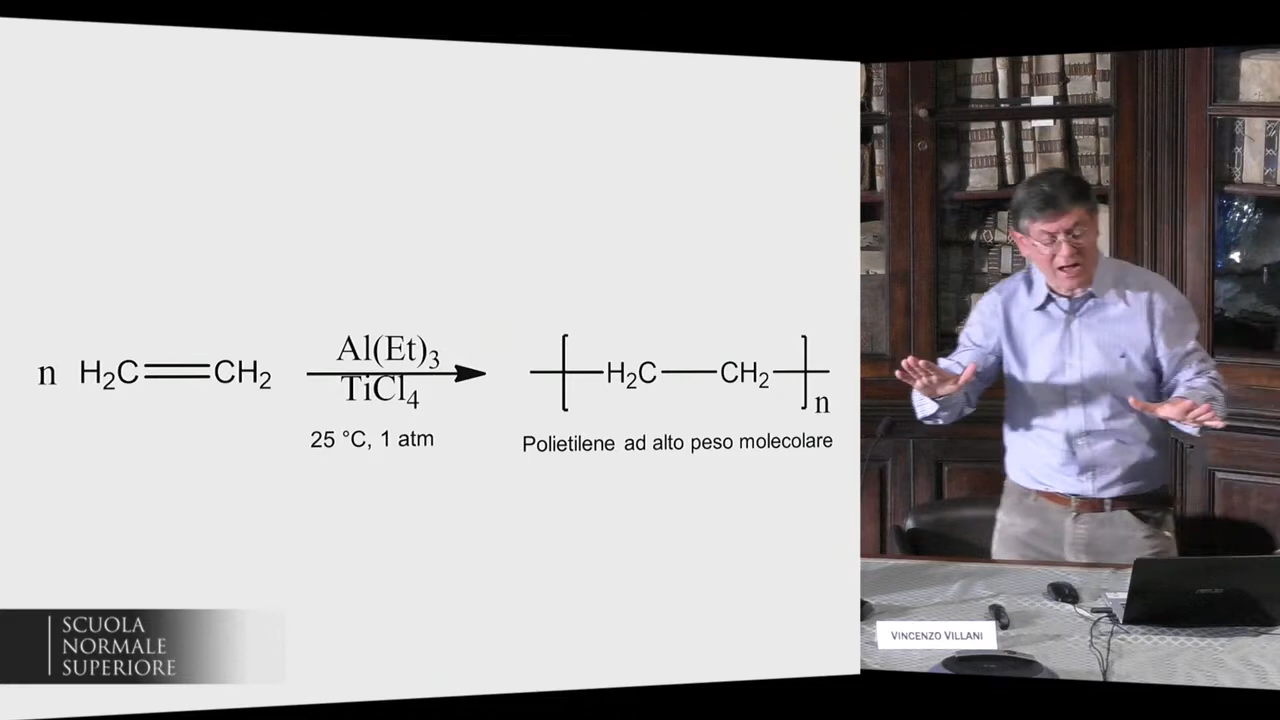 n H₂C=CH₂
Al(Et)₃
TiCl₄
25 °C, 1 atm
[H₂C—CH₂]n
Polietilene ad alto peso molecolare
SCUOLA
NORMALE
SUPERIORE
VINCENZO VILLANI